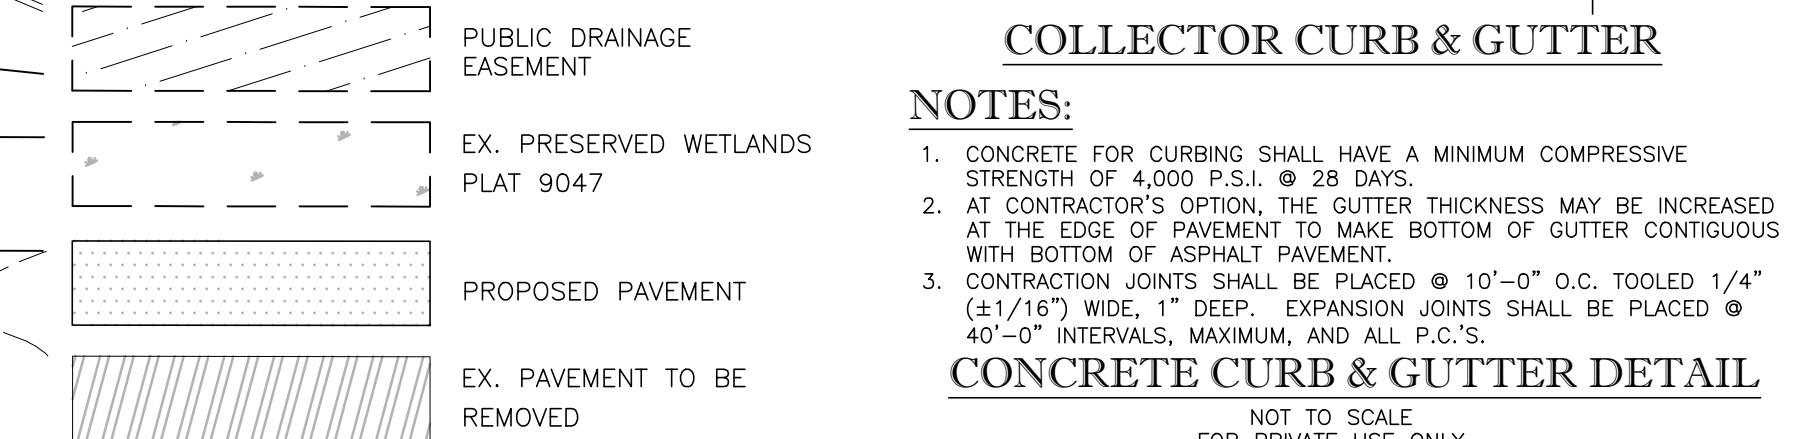 PUBLIC DRAINAGE
EASEMENT
EX. PRESERVED WETLANDS
PLAT 9047
PROPOSED PAVEMENT
EX. PAVEMENT TO BE
REMOVED
COLLECTOR CURB & GUTTER
NOTES:
1. CONCRETE FOR CURBING SHALL HAVE A MINIMUM COMPRESSIVE
STRENGTH OF 4,000 P.S.I. @ 28 DAYS.
2. AT CONTRACTOR'S OPTION, THE GUTTER THICKNESS MAY BE INCREASED
AT THE EDGE OF PAVEMENT TO MAKE BOTTOM OF GUTTER CONTIGUOUS
WITH BOTTOM OF ASPHALT PAVEMENT.
3. CONTRACTION JOINTS SHALL BE PLACED @ 10'-0" O.C. TOOLED 1/4"
(±1/16") WIDE, 1" DEEP. EXPANSION JOINTS SHALL BE PLACED @
40'-0" INTERVALS, MAXIMUM, AND ALL P.C.'S.
CONCRETE CURB & GUTTER DETAIL
NOT TO SCALE
FOR PRIVATE USE ONLY